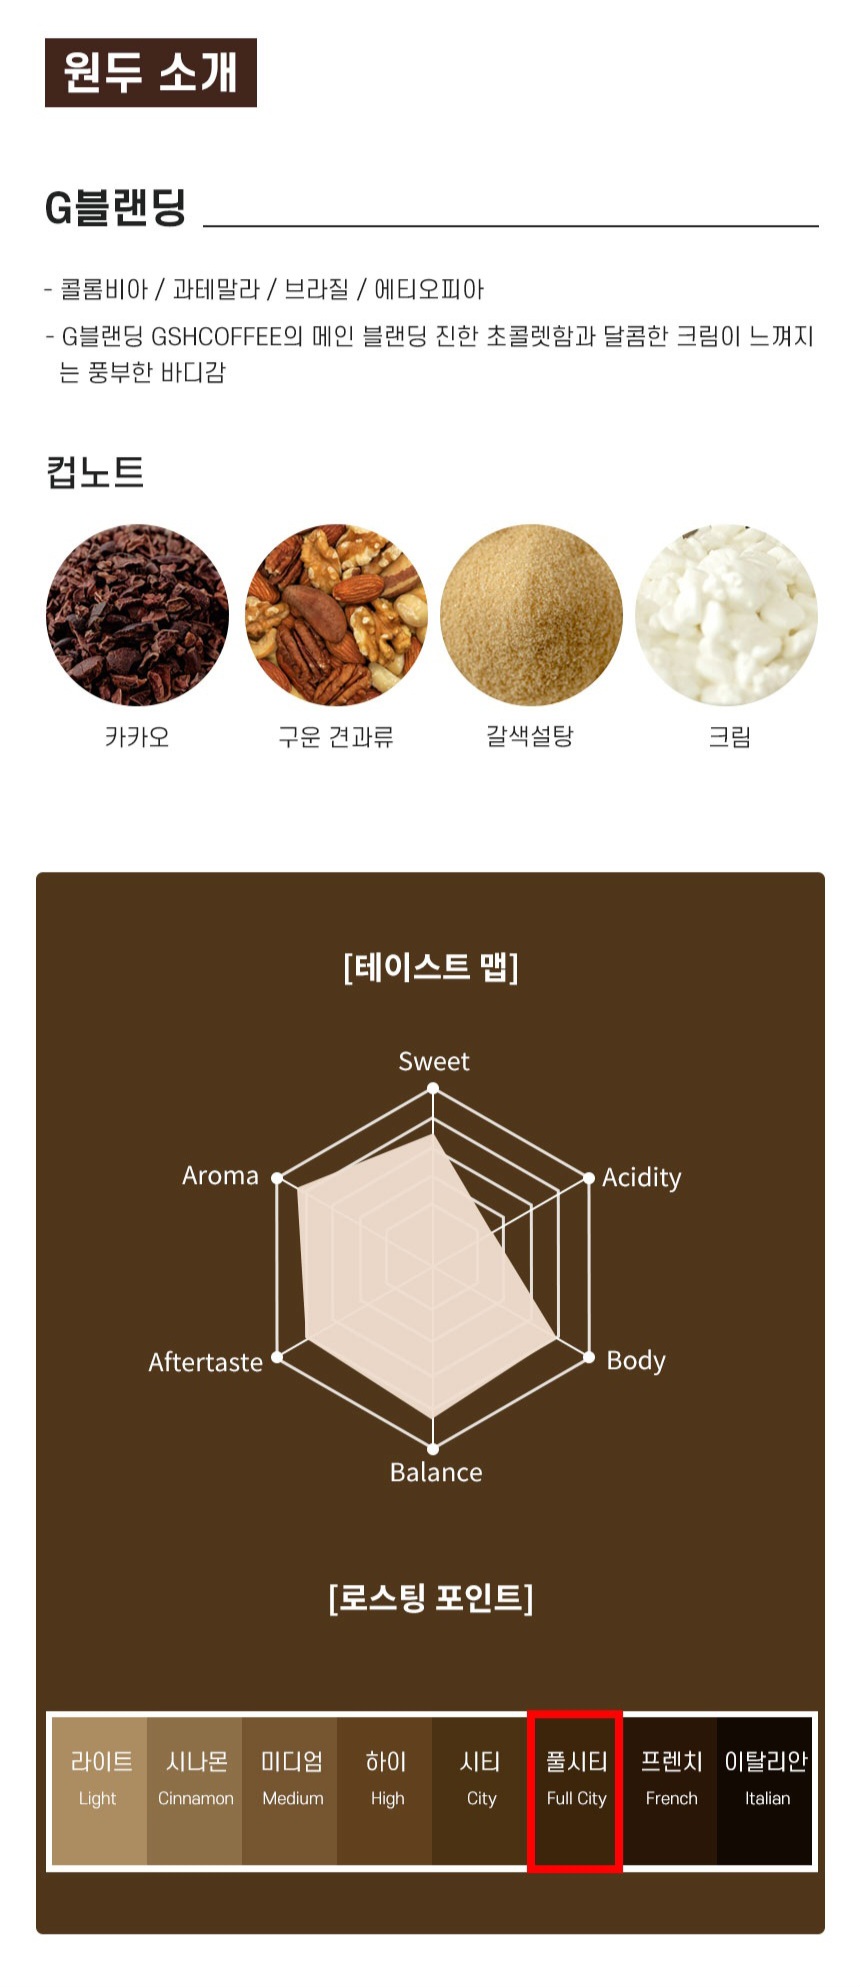 원두 소개
G블랜딩
- 콜롬비아 / 과테말라 / 브라질 / 에티오피아
- G블랜딩 GSHCOFFEE의 메인 블랜딩 진한 초콜렛함과 달콤한 크림이 느껴지
는 풍부한 바디감
컵노트
카카오 구운 견과류 갈색설탕 크림
[테이스트 맵]
Sweet
Aroma Acidity
Aftertaste Body
Balance
[로스팅 포인트]
라이트 시나몬 미디엄 하이 시티 풀시티 프렌치 이탈리안
Light Cinnamon Medium High City Full City French Italian